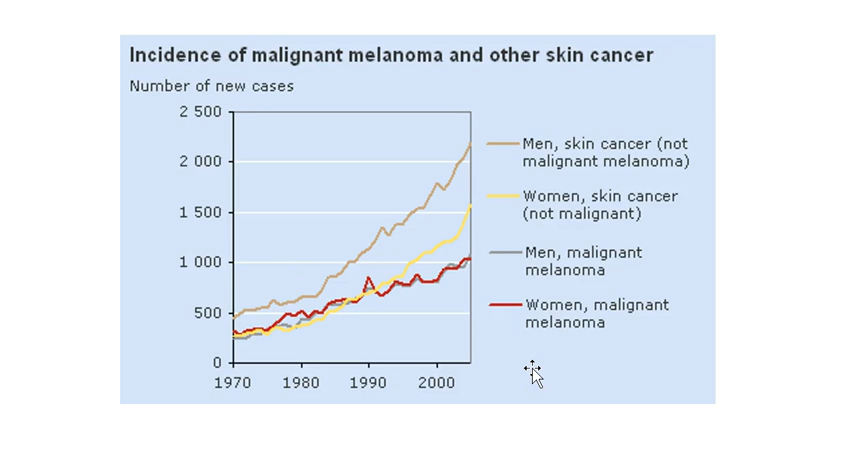 Incidence of malignant melanoma and other skin cancer
Number of new cases
2 500
2 000
1 500
1 000
500
0
1970 1980 1990 2000
Men, skin cancer (not
malignant melanoma)
Women, skin cancer
(not malignant)
Men, malignant
melanoma
Women, malignant
melanoma